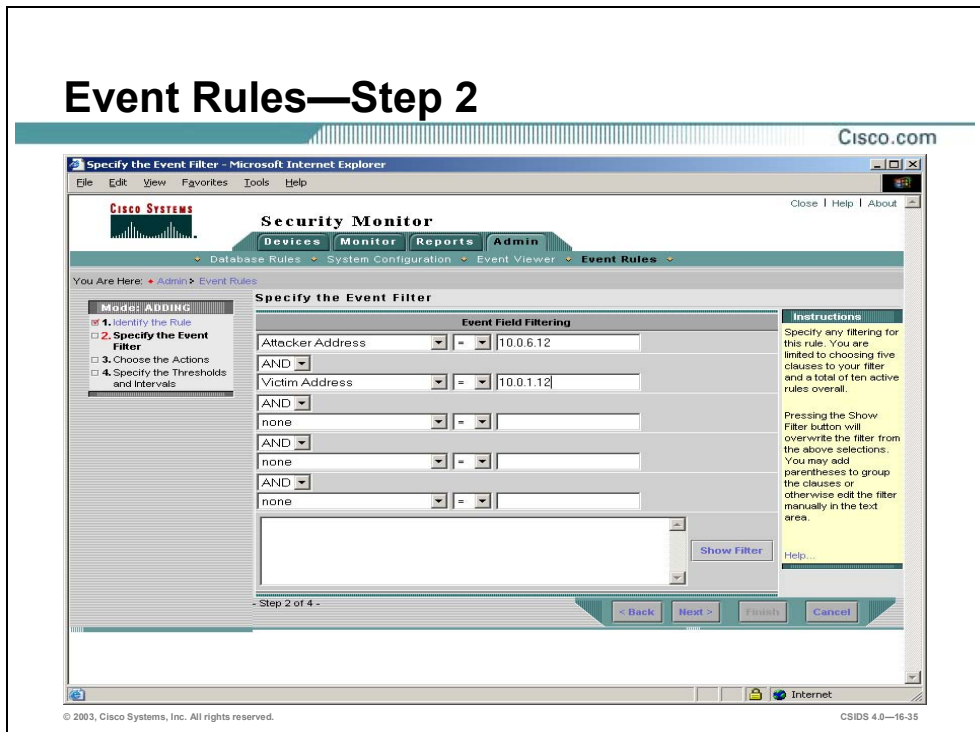 Event Rules—Step 2
Cisco.com
Specify the Event Filter - Microsoft Internet Explorer
File Edit View Favorites Tools Help
CISCO SYSTEMS
Security Monitor
Close | Help | About
Devices Monitor Reports Admin
Database Rules System Configuration Event Viewer Event Rules
You Are Here: Admin > Event Rules
Mode: ADDING
1. Identify the Rule
2. Specify the Event
Filter
3. Choose the Actions
4. Specify the Thresholds
and Intervals
Specify the Event Filter
Event Field Filtering
Attacker Address = 10.0.6.12
AND
Victim Address = 10.0.1.12
AND
none =
AND
none =
AND
none =
Show Filter
- Step 2 of 4 -
< Back Next > Finish Cancel
Instructions
Specify any filtering for
this rule. You are
limited to choosing five
clauses to your filter
and a total of ten active
rules overall.
Pressing the Show
Filter button will
overwrite the filter from
the above selections.
You may add
parentheses to group
the clauses or
otherwise edit the filter
manually in the text
area.
Help...
Internet
© 2003, Cisco Systems, Inc. All rights reserved.
CSIDS 4.0—16-35